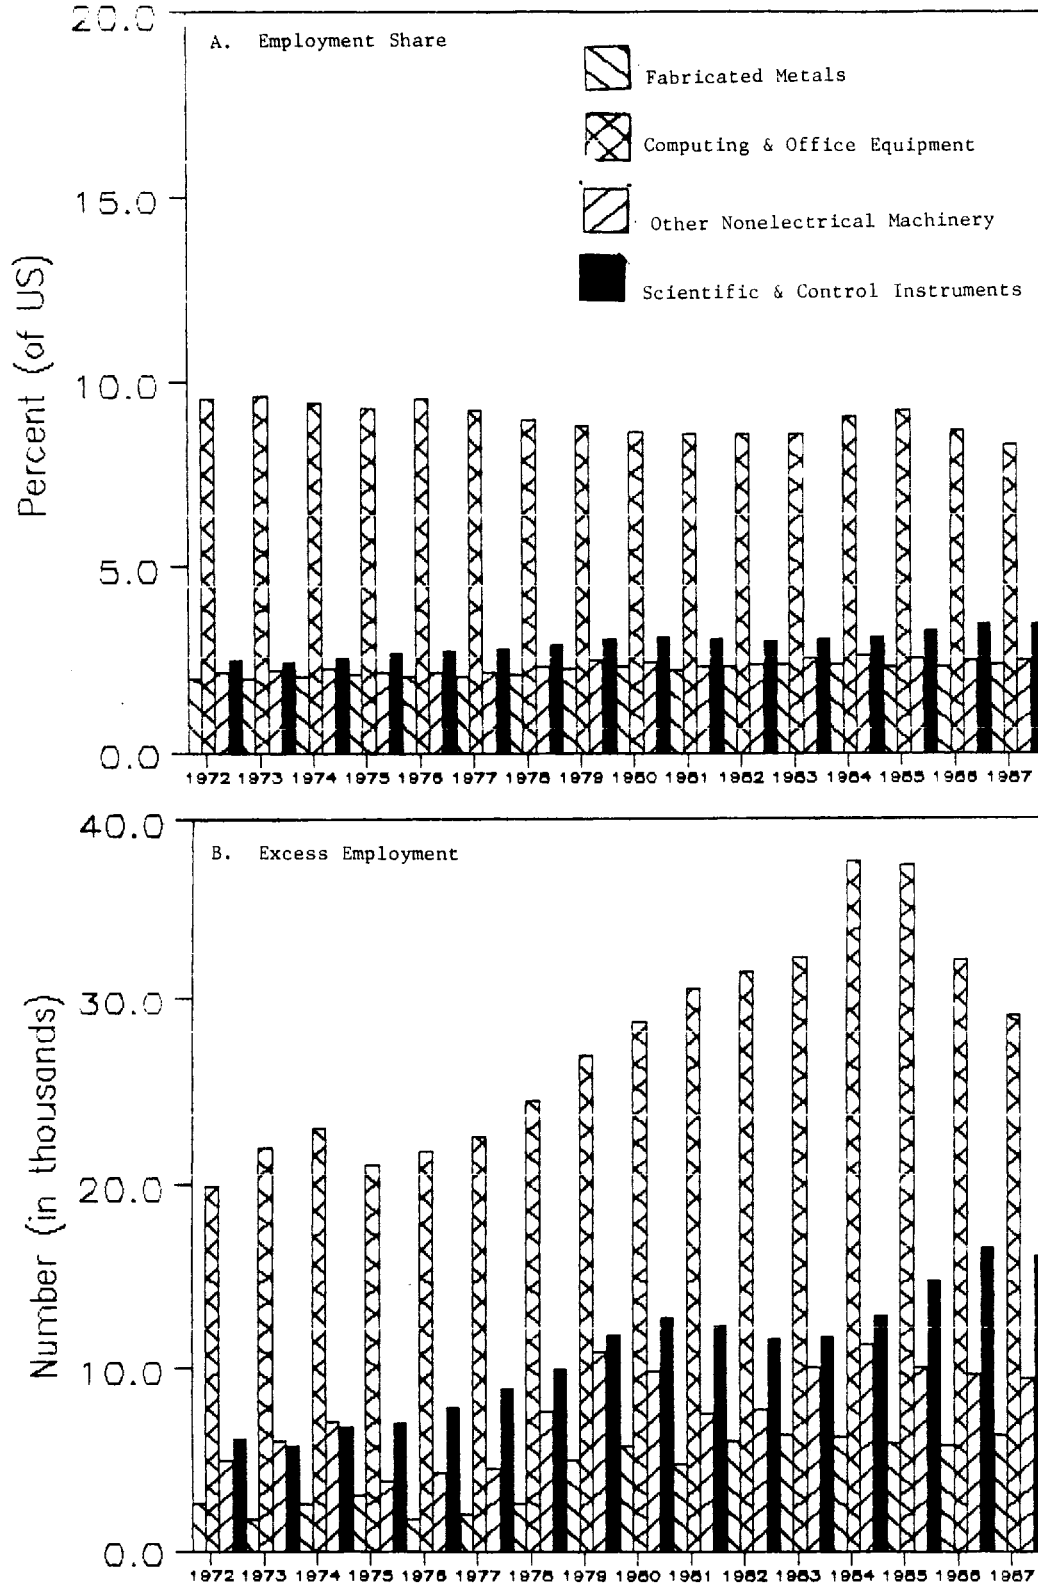 20.0
A. Employment Share
Fabricated Metals
Computing & Office Equipment
15.0
Other Nonelectrical Machinery
Scientific & Control Instruments
Percent (of US)
10.0
5.0
0.0
1972 1973 1974 1975 1976 1977 1978 1979 1980 1981 1982 1983 1984 1985 1986 1987
40.0
B. Excess Employment
30.0
Number (in thousands)
20.0
10.0
0.0
1972 1973 1974 1975 1976 1977 1978 1979 1980 1981 1982 1983 1984 1985 1986 1987